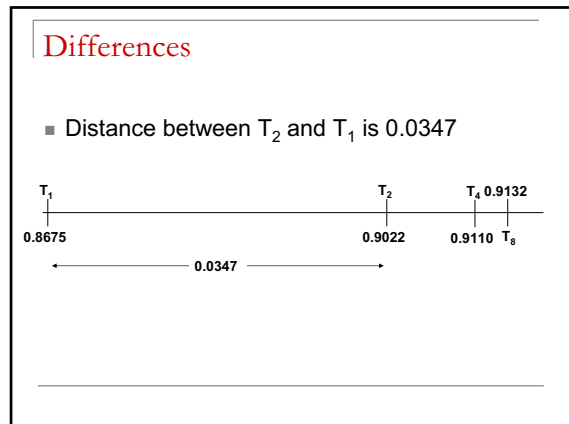 Differences
■ Distance between T₂ and T₁ is 0.0347
T₁ T₂ T₄ 0.9132
0.8675 0.9022 0.9110 T₈
0.0347